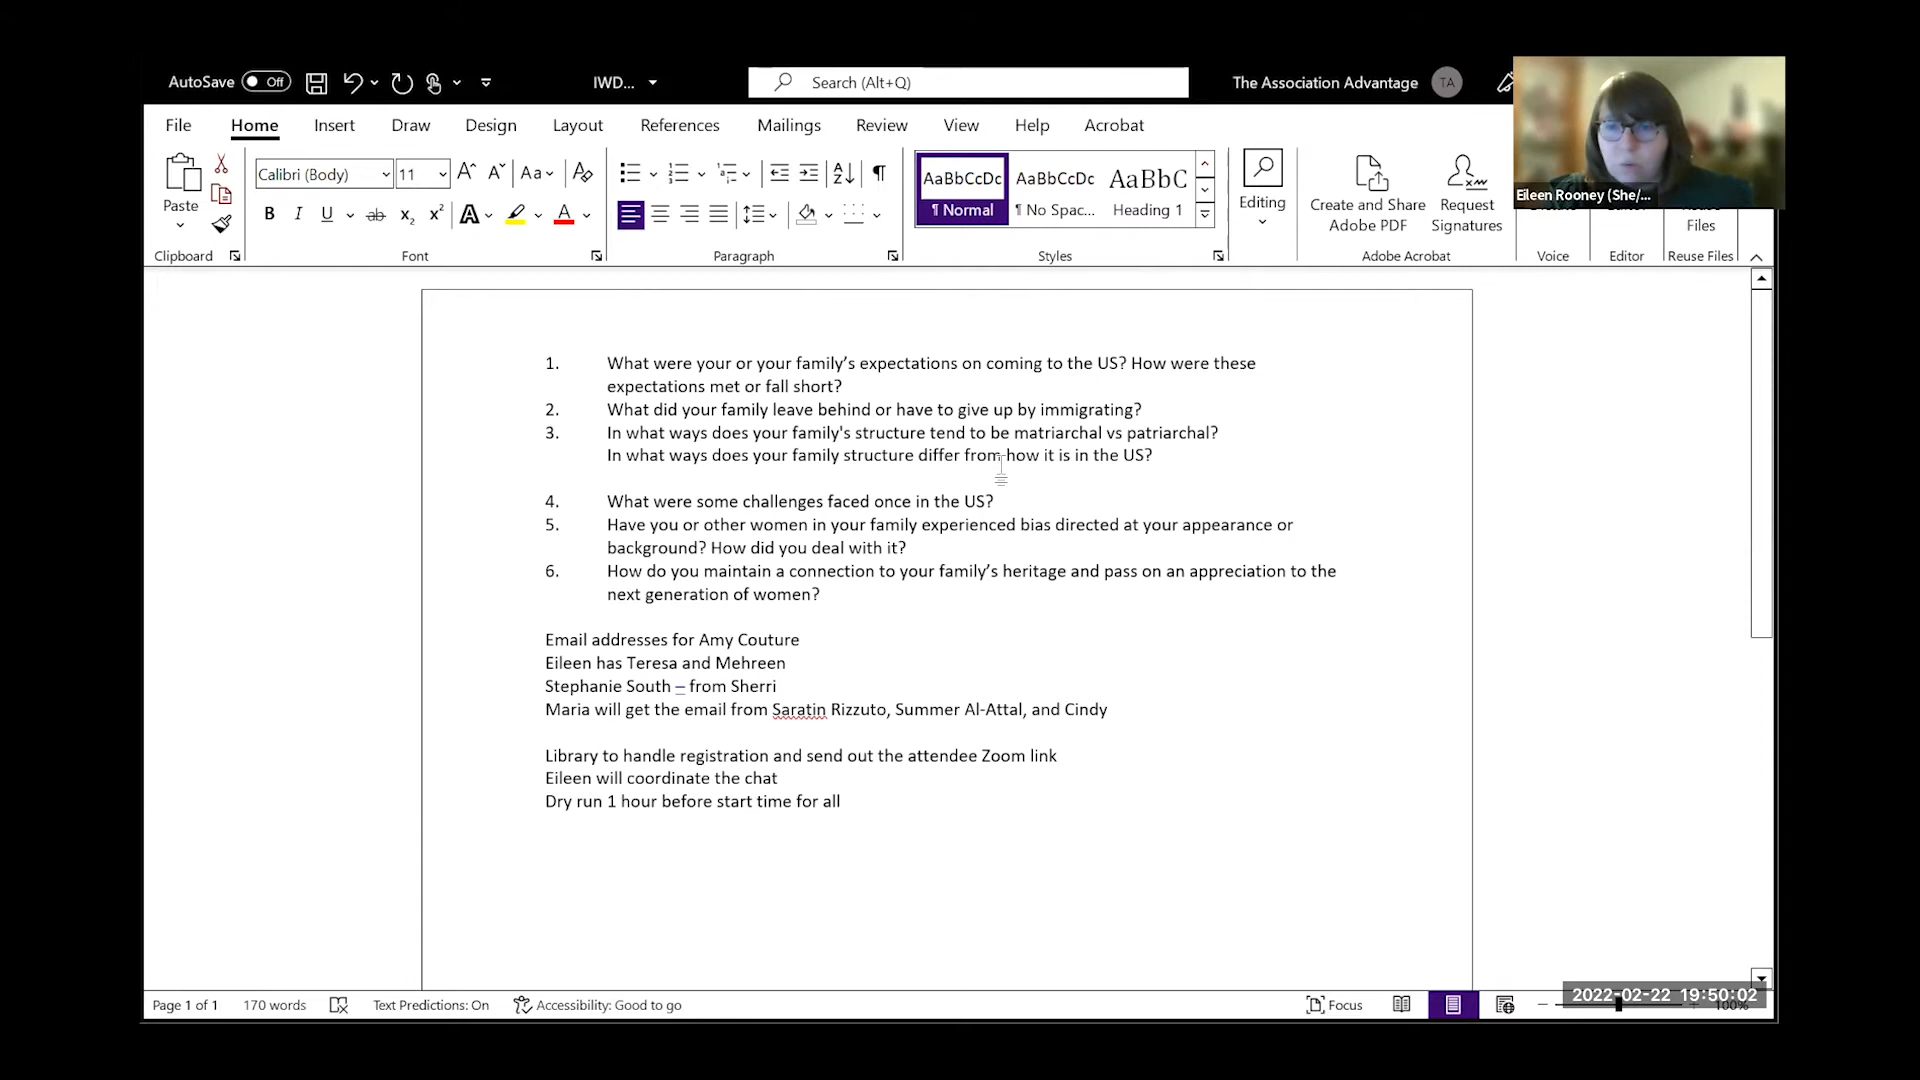 AutoSave Off IWD... Search (Alt+Q) The Association Advantage TA
File Home Insert Draw Design Layout References Mailings Review View Help Acrobat
Eileen Rooney (She/...
Paste Calibri (Body) 11 Aa
AaBbCcDc AaBbCcDc AaBbC
¶ Normal ¶ No Spac... Heading 1
Editing
Create and Share Adobe PDF
Request Signatures
Reuse Files
Clipboard Font Paragraph Styles Adobe Acrobat Voice Editor Reuse Files
1. What were your or your family’s expectations on coming to the US? How were these
expectations met or fall short?
2. What did your family leave behind or have to give up by immigrating?
3. In what ways does your family's structure tend to be matriarchal vs patriarchal?
In what ways does your family structure differ from how it is in the US?
4. What were some challenges faced once in the US?
5. Have you or other women in your family experienced bias directed at your appearance or
background? How did you deal with it?
6. How do you maintain a connection to your family’s heritage and pass on an appreciation to the
next generation of women?
Email addresses for Amy Couture
Eileen has Teresa and Mehreen
Stephanie South – from Sherri
Maria will get the email from Saratin Rizzuto, Summer Al-Attal, and Cindy
Library to handle registration and send out the attendee Zoom link
Eileen will coordinate the chat
Dry run 1 hour before start time for all
Page 1 of 1 170 words Text Predictions: On Accessibility: Good to go Focus 100%
2022-02-22 19:50:02